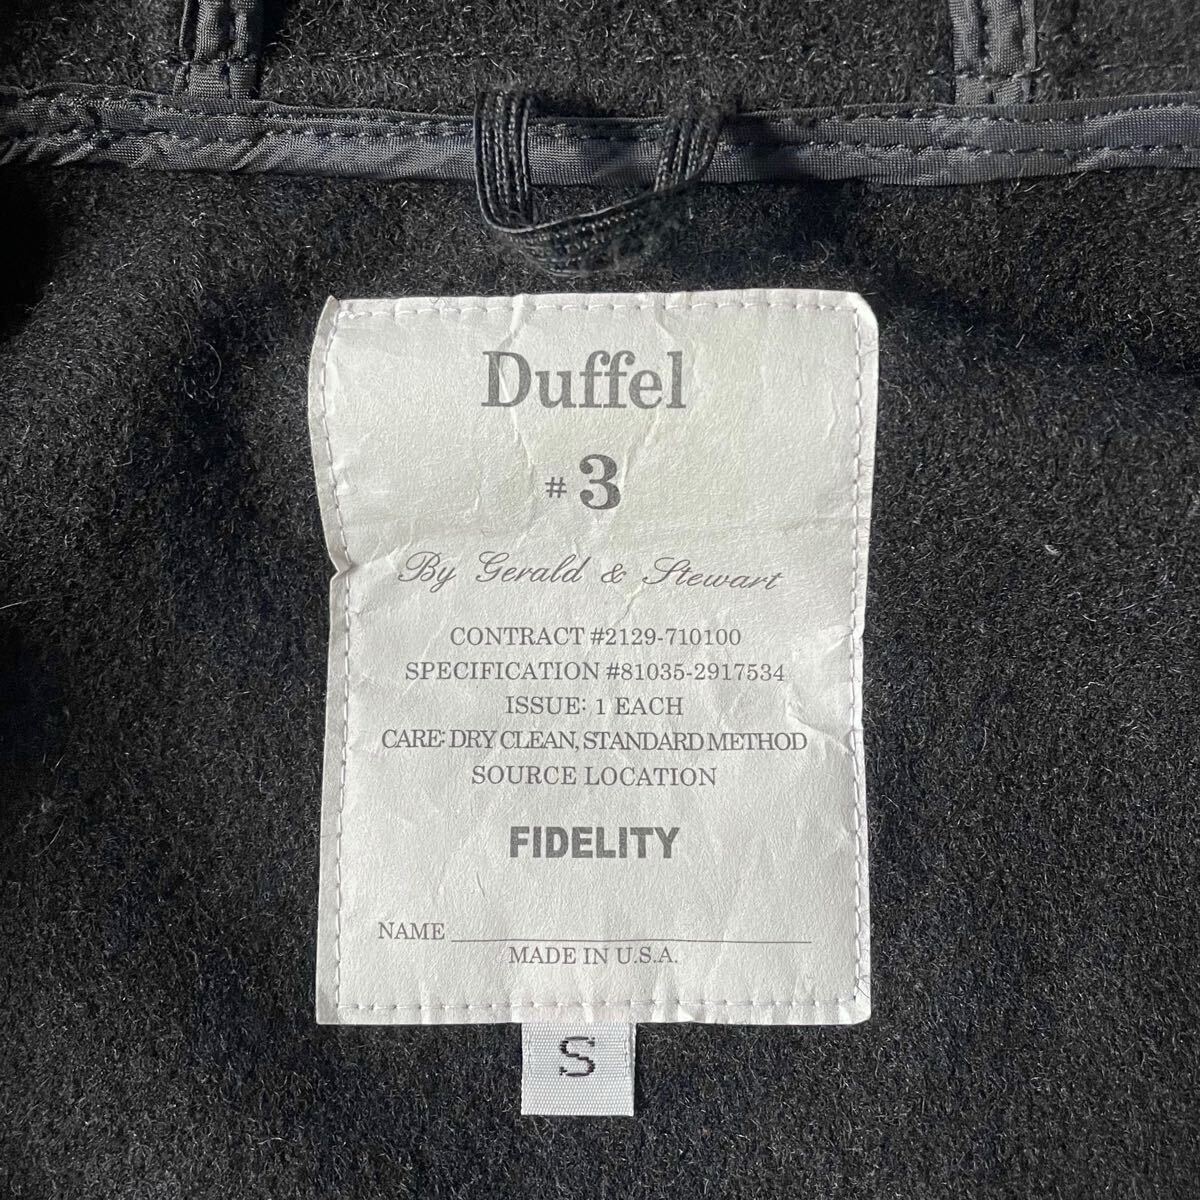 Duffel
# 3
By Gerald & Stewart
CONTRACT #2129-710100
SPECIFICATION #81035-2917534
ISSUE: 1 EACH
CARE: DRY CLEAN, STANDARD METHOD
SOURCE LOCATION
FIDELITY
NAME
MADE IN U.S.A.
S